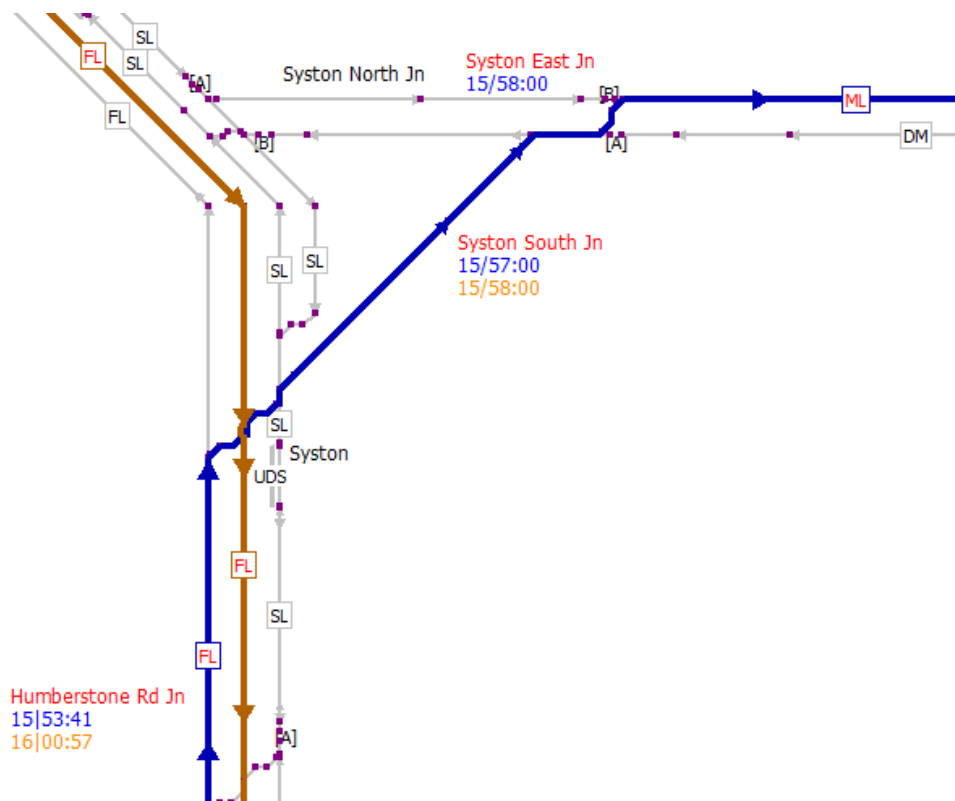 SL
FL
SL
[A]
FL
Syston North Jn
Syston East Jn
15/58:00
[B]
ML
[B]
[A]
DM
Syston South Jn
15/57:00
15/58:00
SL
SL
SL
Syston
UDS
FL
SL
FL
Humberstone Rd Jn
15|53:41
16|00:57
[A]